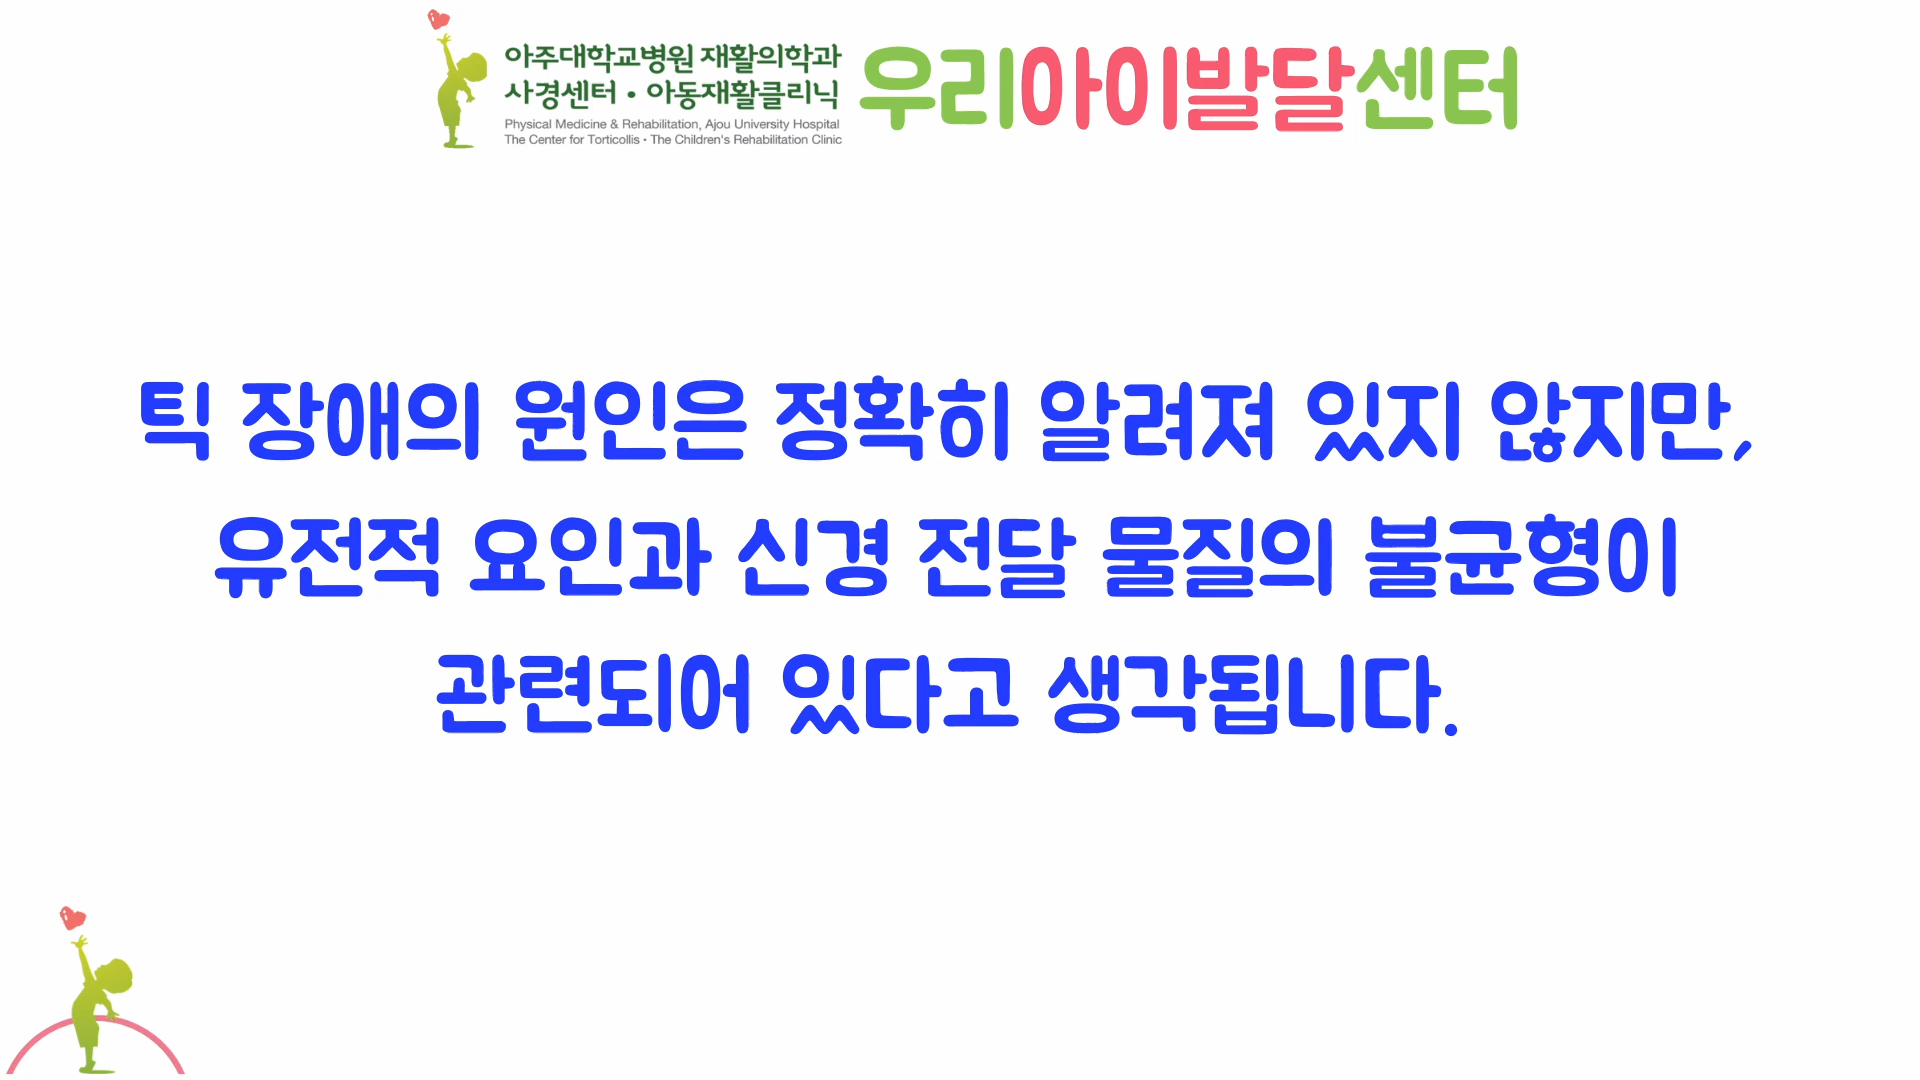 아주대학교병원 재활의학과
사경센터 • 아동재활클리닉
Physical Medicine & Rehabilitation, Ajou University Hospital
The Center for Torticollis • The Children's Rehabilitation Clinic
우리아이발달센터
틱 장애의 원인은 정확히 알려져 있지 않지만,
유전적 요인과 신경 전달 물질의 불균형이
관련되어 있다고 생각됩니다.